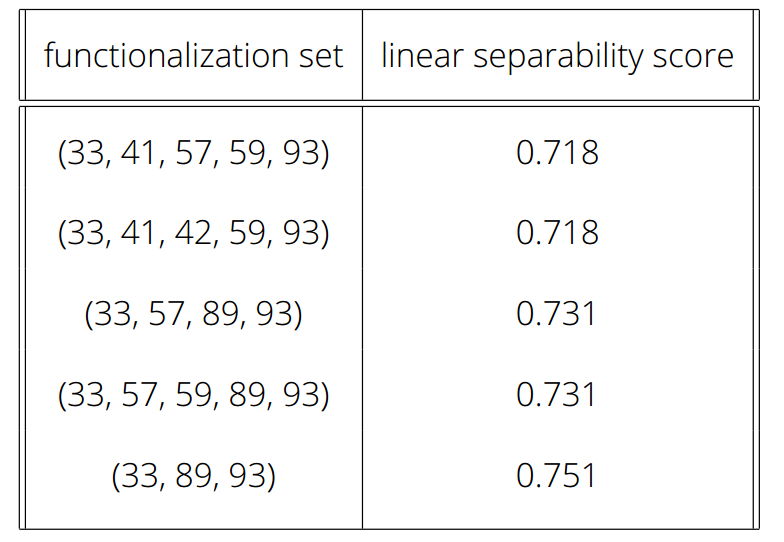 functionalization set linear separability score
(33, 41, 57, 59, 93) 0.718
(33, 41, 42, 59, 93) 0.718
(33, 57, 89, 93) 0.731
(33, 57, 59, 89, 93) 0.731
(33, 89, 93) 0.751